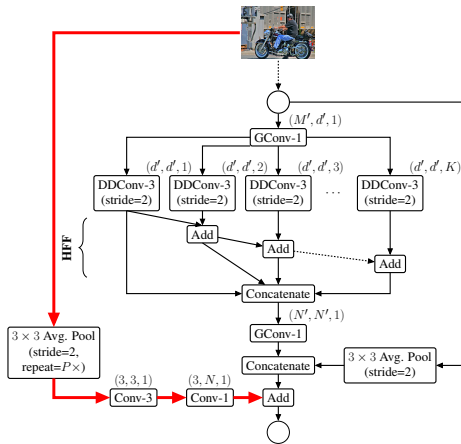 (M′, d′, 1)
GConv-1
(d′, d′, 1) (d′, d′, 2) (d′, d′, 3) (d′, d′, K)
DDConv-3 DDConv-3 DDConv-3 ... DDConv-3
(stride=2) (stride=2) (stride=2) (stride=2)
HFF
Add
Add
Add
Concatenate
(N′, N′, 1)
GConv-1
3 × 3 Avg. Pool
(stride=2,
repeat=P×)
Concatenate
3 × 3 Avg. Pool
(stride=2)
(3, 3, 1) (3, N, 1)
Conv-3 Conv-1 Add